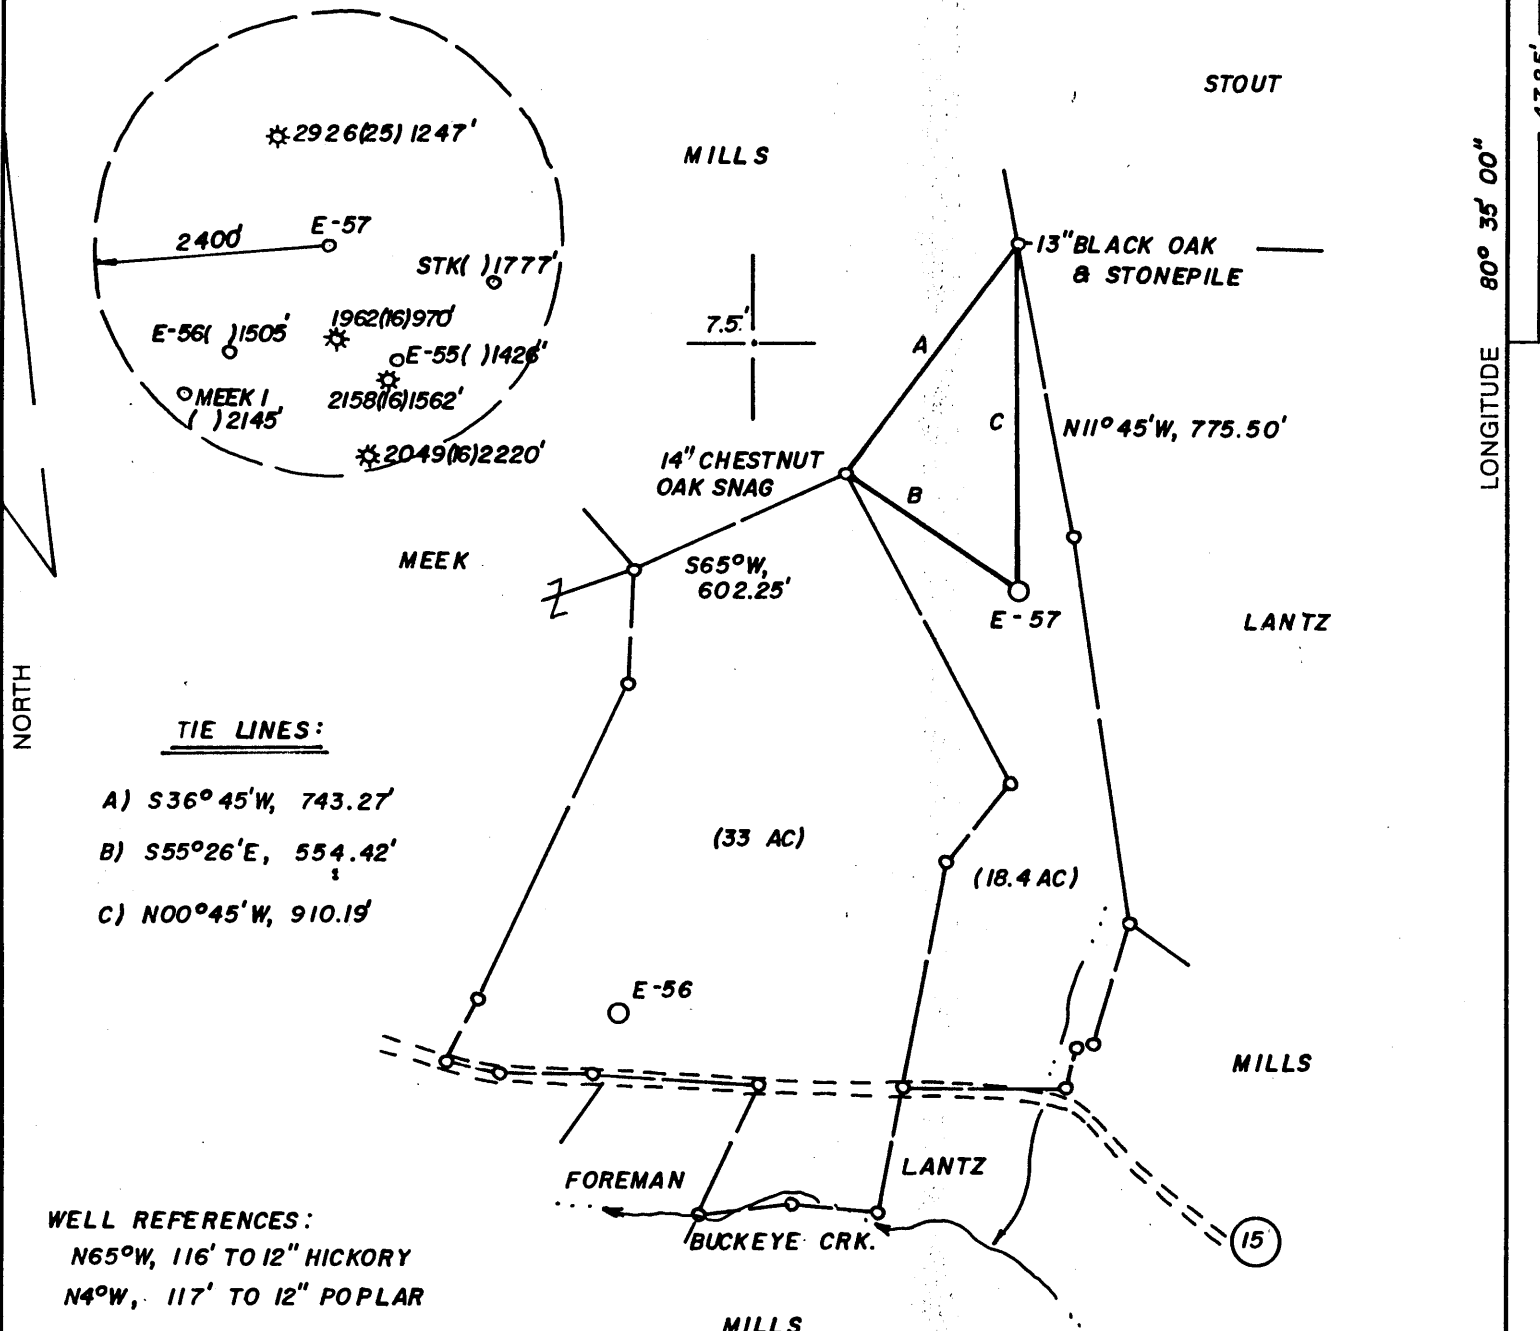 STOUT
MILLS
2926(25)1247'
E-57
2400'
STK( )1777'
1962(16)970'
E-56( )1505'
E-55( )1426'
MEEK 1
( )2145'
2158(16)1562'
2049(16)2220'
7.5'
13" BLACK OAK
& STONEPILE
LONGITUDE 80° 35' 00"
A
C
N11°45'W, 775.50'
14" CHESTNUT
OAK SNAG
B
MEEK
S65°W,
602.25'
E-57
LANTZ
NORTH
TIE LINES:
A) S36°45'W, 743.27'
B) S55°26'E, 554.42'
C) N00°45'W, 910.19'
(33 AC)
(18.4 AC)
E-56
MILLS
FOREMAN
LANTZ
BUCKEYE CRK.
15
WELL REFERENCES:
N65°W, 116' TO 12" HICKORY
N4°W, 117' TO 12" POPLAR
MILLS